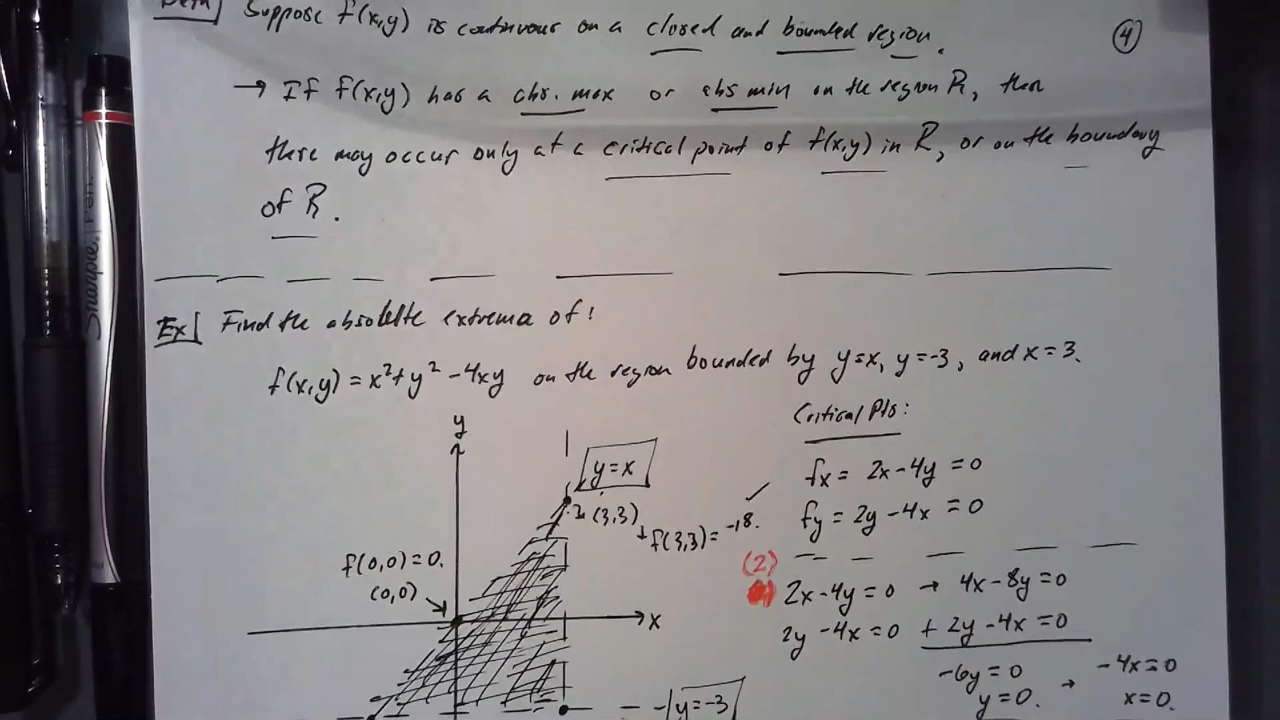 Suppose f(x,y) is continuous on a closed and bounded region.
4
→ If f(x,y) has a abs. max or abs min on the region R, then
these may occur only at a critical point of f(x,y) in R, or on the boundary
of R.
Sharpie. Pen
Ex] Find the absolute extrema of:
f(x,y) = x² + y² - 4xy on the region bounded by y=x, y=-3, and x=3.
Critical Pts:
y
y=x
fx = 2x-4y = 0
(3,3)
f(3,3) = -18. ✓
fy = 2y - 4x = 0
f(0,0) = 0.
(0,0)
x
(2)
2x-4y = 0 → 4x-8y = 0
2y -4x = 0 + 2y -4x = 0
-6y = 0 → -4x = 0
y = 0. x = 0.
y=-3